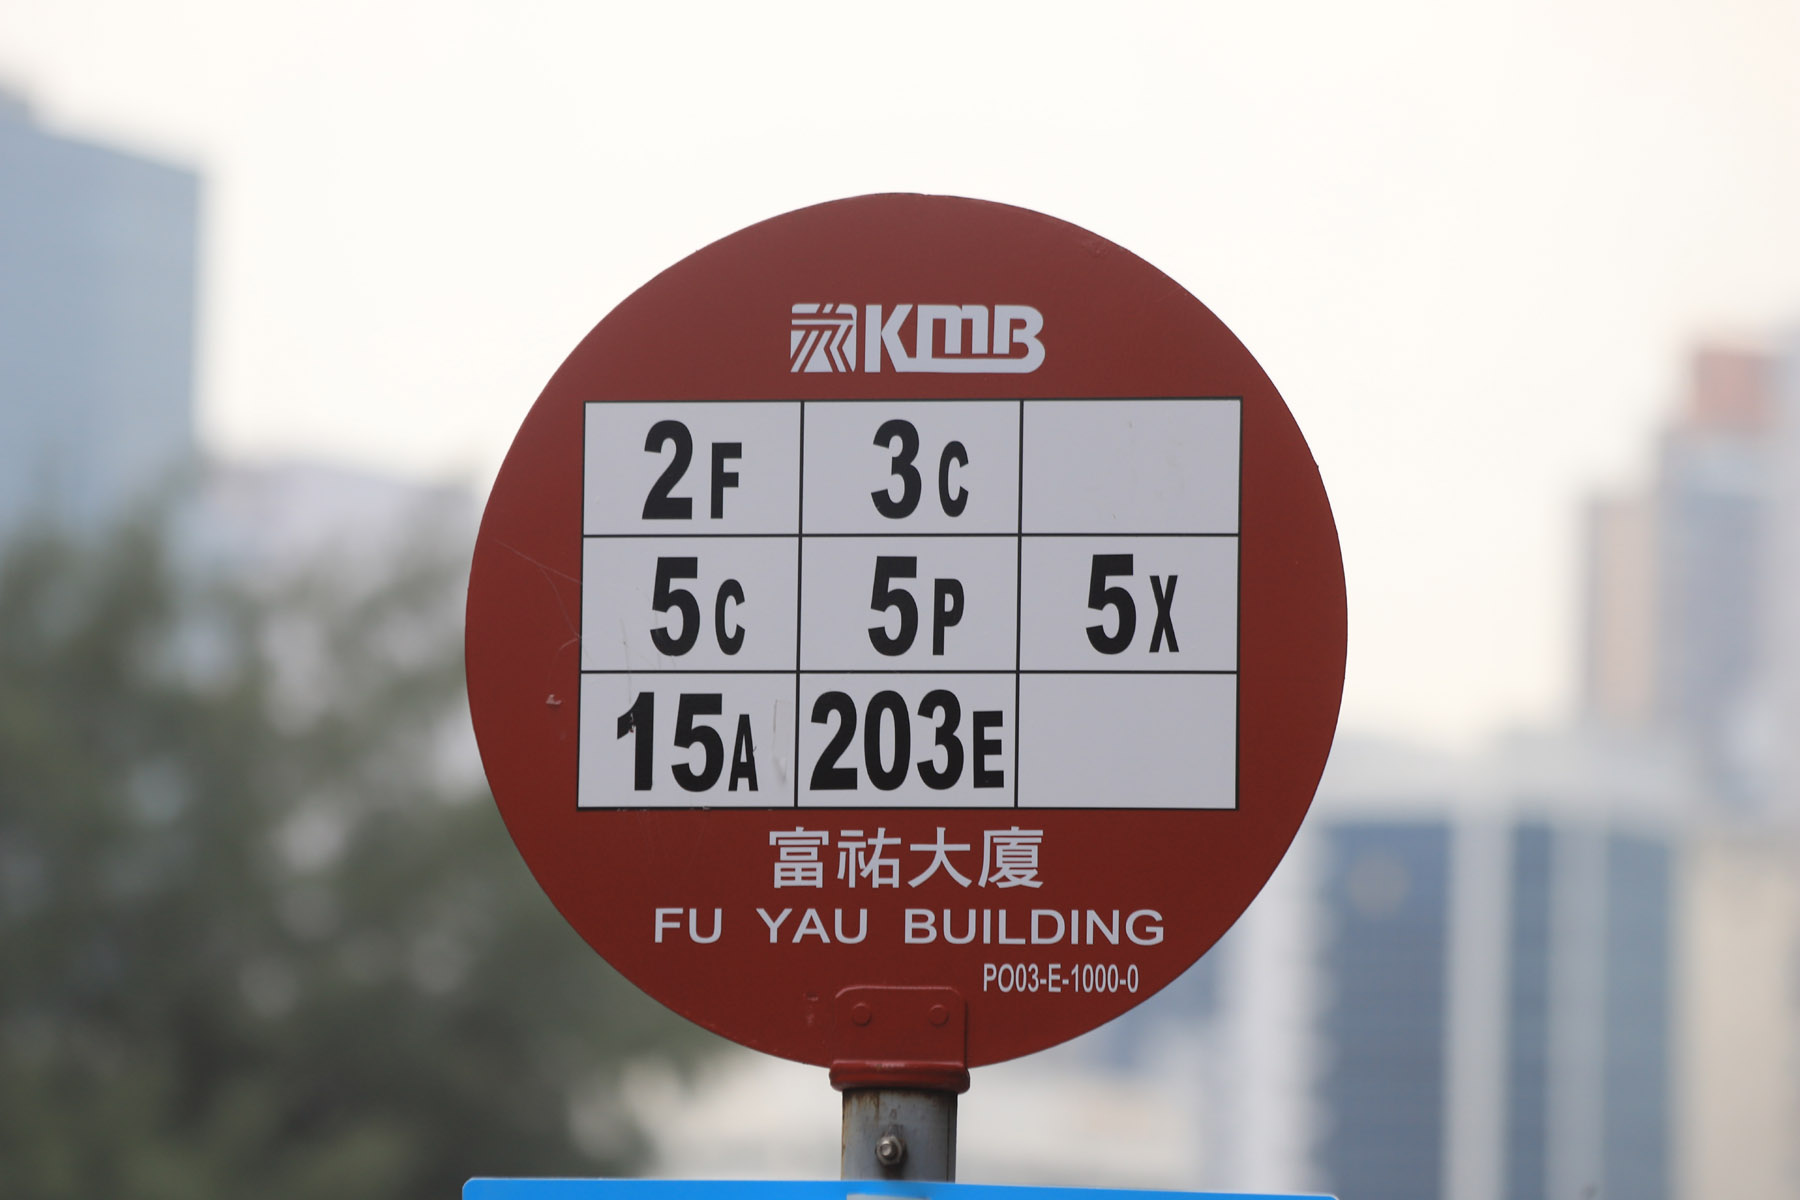 KMB
2F 3C
5C 5P 5X
15A 203E
富祐大廈
FU YAU BUILDING
PO03-E-1000-0